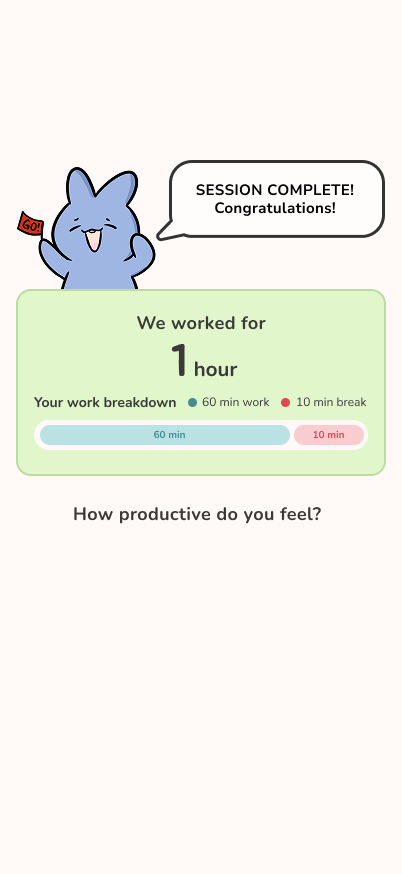 SESSION COMPLETE!
Congratulations!
GO!
We worked for
1 hour
Your work breakdown 60 min work 10 min break
60 min 10 min
How productive do you feel?